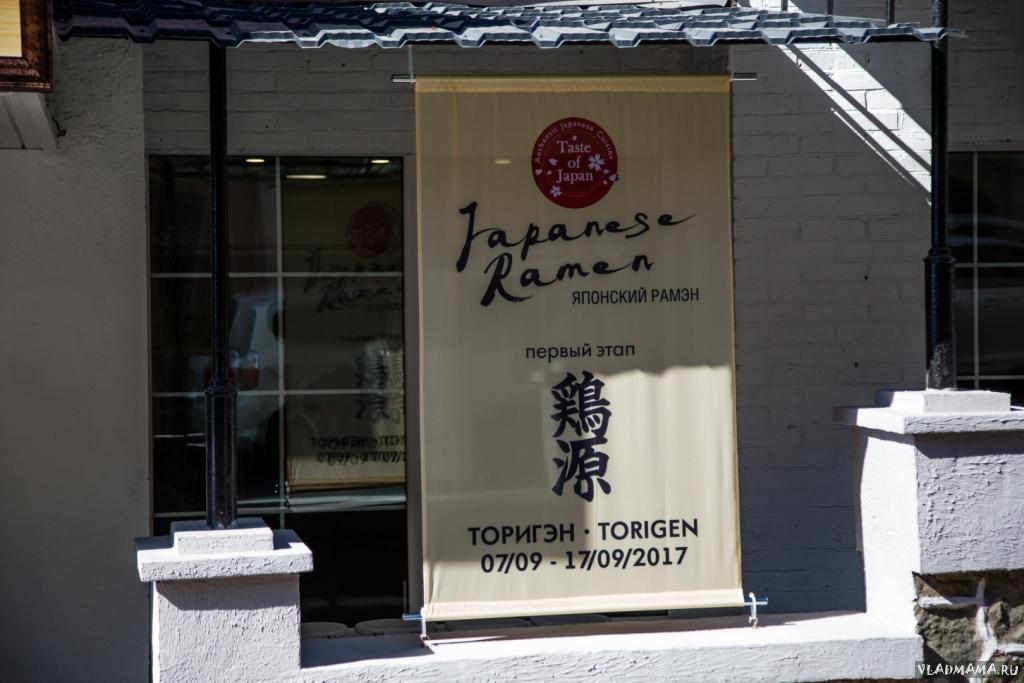 Authentic Japanese Cuisine
Taste
of
Japan
Japanese
Ramen
ЯПОНСКИЙ РАМЭН
первый этап
鶏
源
ТОРИГЭН · TORIGEN
07/09 - 17/09/2017
VLADMAMA.RU